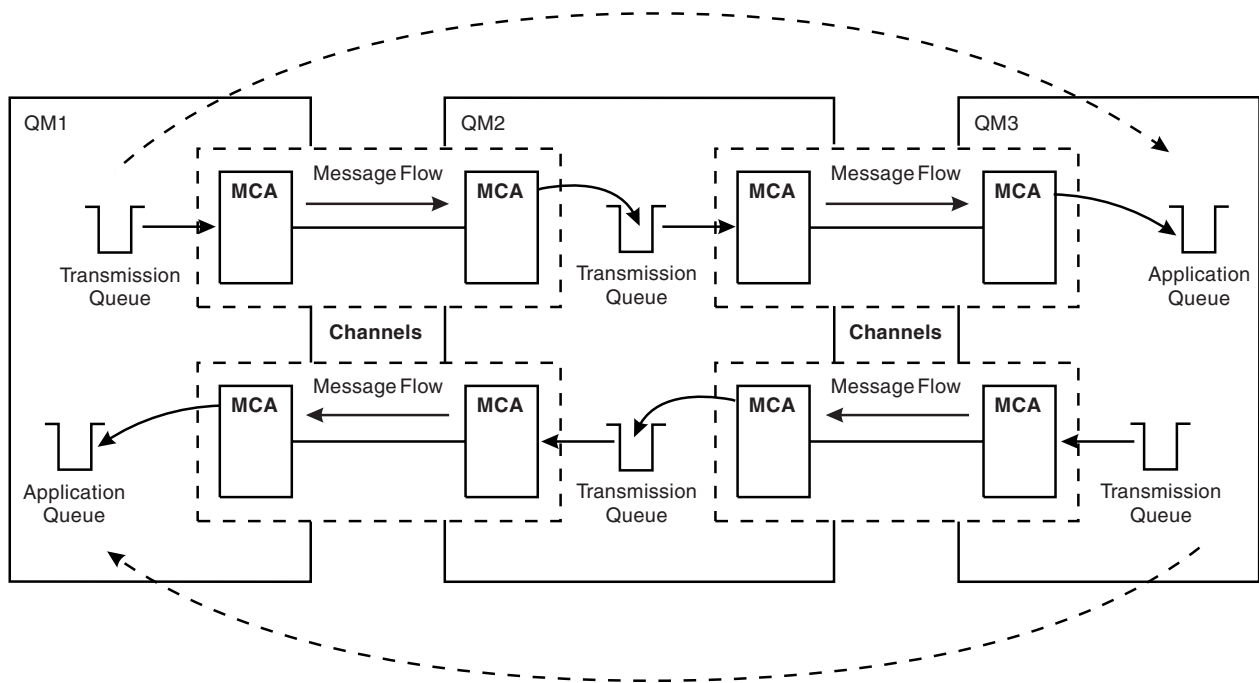 QM1
QM2
QM3
MCA
Message Flow
MCA
MCA
Message Flow
MCA
Transmission
Queue
Transmission
Queue
Application
Queue
Channels
Channels
MCA
Message Flow
MCA
MCA
Message Flow
MCA
Application
Queue
Transmission
Queue
Transmission
Queue